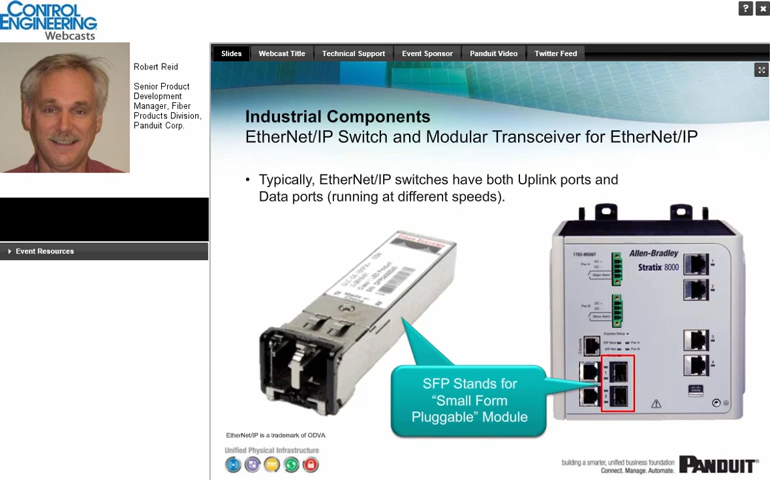 CONTROL
ENGINEERING
Webcasts
? x
Robert Reid
Senior Product
Development
Manager, Fiber
Products Division,
Panduit Corp.
Event Resources
Slides Webcast Title Technical Support Event Sponsor Panduit Video Twitter Feed
Industrial Components
EtherNet/IP Switch and Modular Transceiver for EtherNet/IP
• Typically, EtherNet/IP switches have both Uplink ports and
Data ports (running at different speeds).
Allen-Bradley
Stratix 8000
Console
SFP Stands for
“Small Form
Pluggable” Module
EtherNet/IP is a trademark of ODVA
Unified Physical Infrastructure
building a smarter, unified business foundation
Connect. Manage. Automate.
PANDUIT